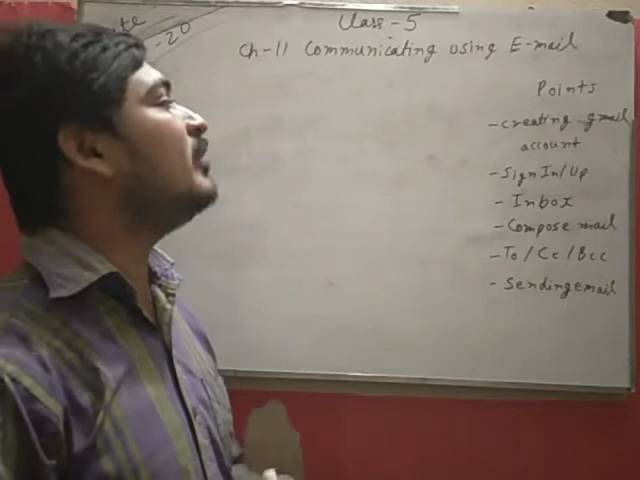 Class-5
-20
Ch-11 Communicating using E-mail
Points
- creating gmail
account
- Sign In/Up
- Inbox
- Compose mail
- To/Cc/Bcc
- Sending email